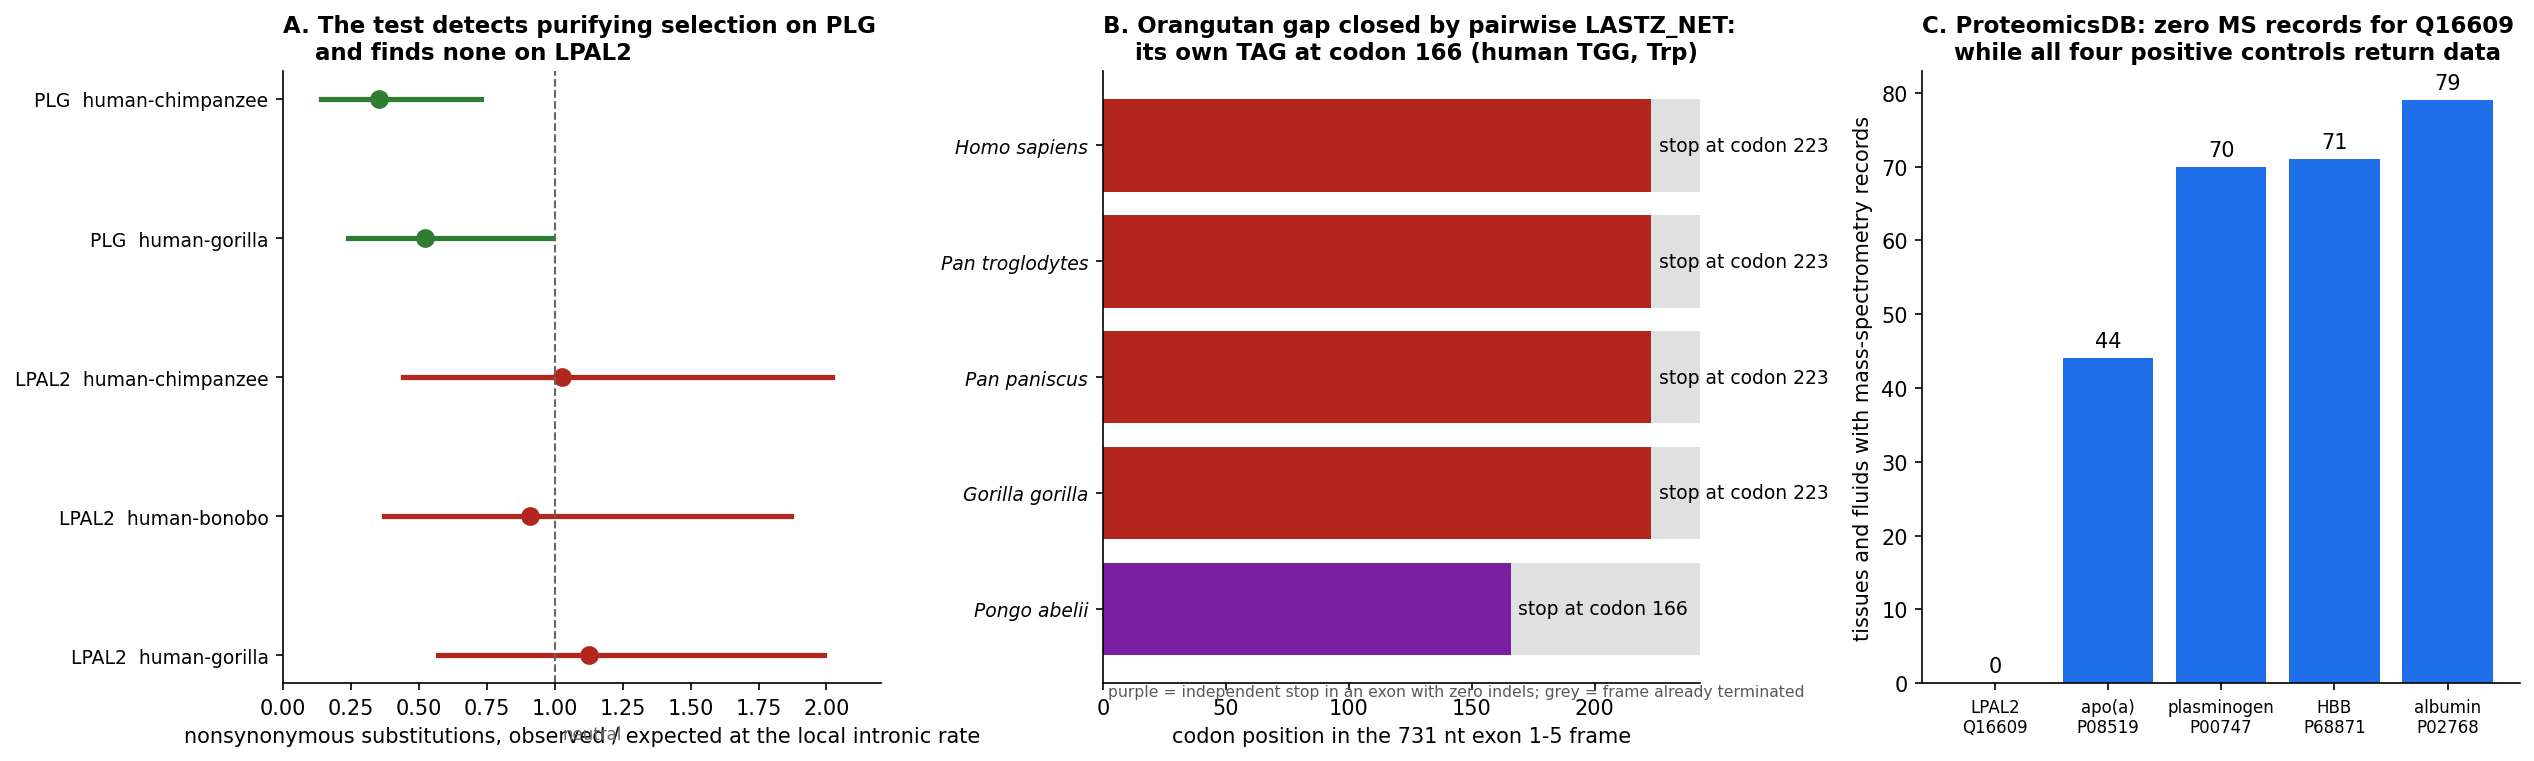 A. The test detects purifying selection on PLG
and finds none on LPAL2
PLG  human-chimpanzee
PLG  human-gorilla
LPAL2  human-chimpanzee
LPAL2  human-bonobo
LPAL2  human-gorilla
0.00 0.25 0.50 0.75 1.00 1.25 1.50 1.75 2.00
neutral
nonsynonymous substitutions, observed / expected at the local intronic rate
B. Orangutan gap closed by pairwise LASTZ_NET:
its own TAG at codon 166 (human TGG, Trp)
Homo sapiens
stop at codon 223
Pan troglodytes
stop at codon 223
Pan paniscus
stop at codon 223
Gorilla gorilla
stop at codon 223
Pongo abelii
stop at codon 166
purple = independent stop in an exon with zero indels; grey = frame already terminated
0 50 100 150 200
codon position in the 731 nt exon 1-5 frame
C. ProteomicsDB: zero MS records for Q16609
while all four positive controls return data
tissues and fluids with mass-spectrometry records
80
70
60
50
40
30
20
10
0
0
44
70
71
79
LPAL2
Q16609
apo(a)
P08519
plasminogen
P00747
HBB
P68871
albumin
P02768